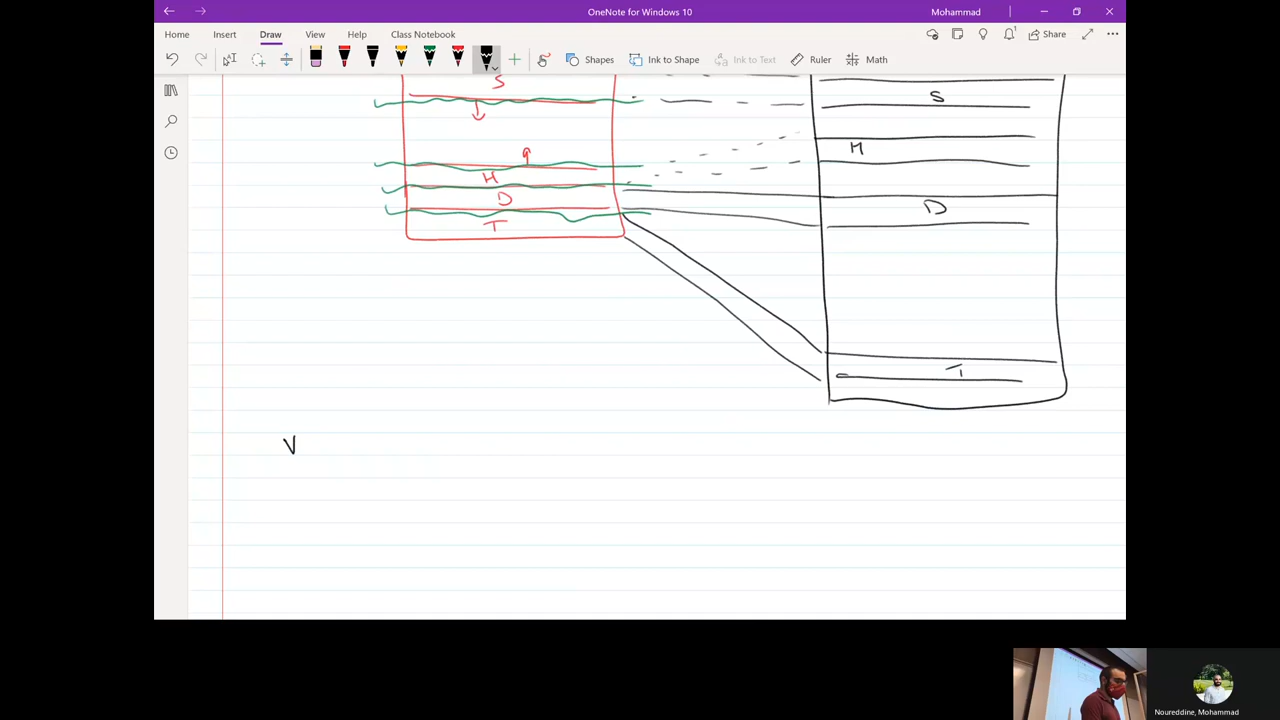 OneNote for Windows 10
Mohammad
Home Insert Draw View Help Class Notebook
Share
Shapes
Ink to Shape
Ink to Text
Ruler
Math
S
S
H
H
D
D
T
T
V
Noureddine, Mohammad